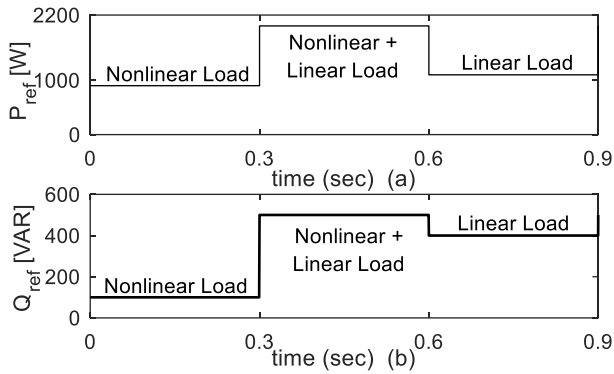 2200
1000
0
P_ref [W]
Nonlinear Load
Nonlinear +
Linear Load
Linear Load
0 0.3 0.6 0.9
time (sec) (a)
600
400
200
0
Q_ref [VAR]
Nonlinear Load
Nonlinear +
Linear Load
Linear Load
0 0.3 0.6 0.9
time (sec) (b)